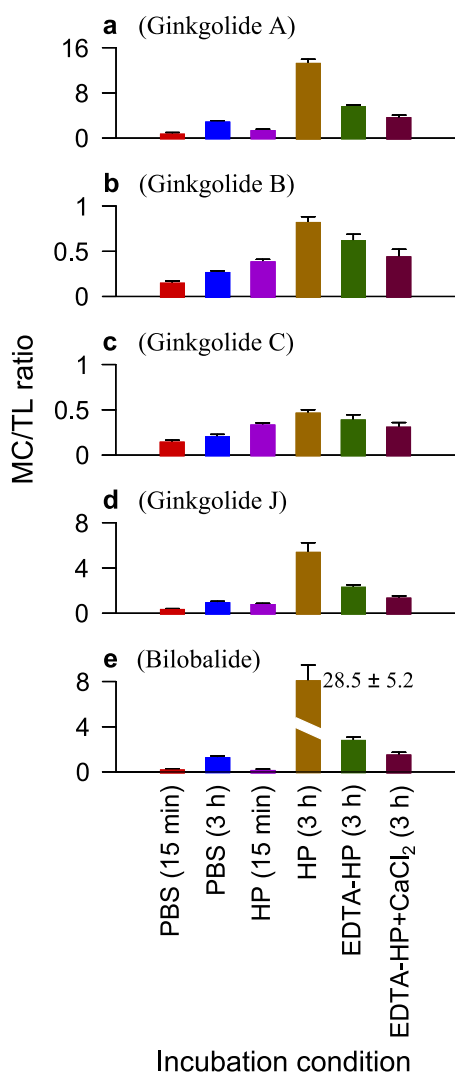 a (Ginkgolide A)
16
8
0
b (Ginkgolide B)
1
0.5
0
c (Ginkgolide C)
1
0.5
0
d (Ginkgolide J)
8
4
0
e (Bilobalide)
8
28.5 ± 5.2
4
0
MC/TL ratio
PBS (15 min)
PBS (3 h)
HP (15 min)
HP (3 h)
EDTA-HP (3 h)
EDTA-HP+CaCl₂ (3 h)
Incubation condition